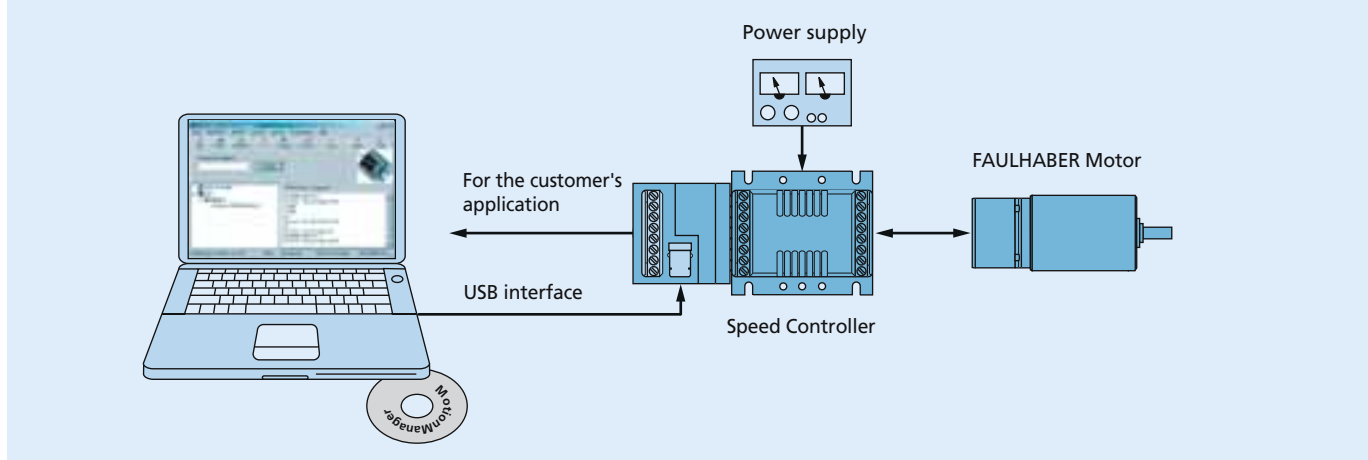 Power supply
FAULHABER Motor
For the customer's
application
USB interface
Speed Controller
MotionManager